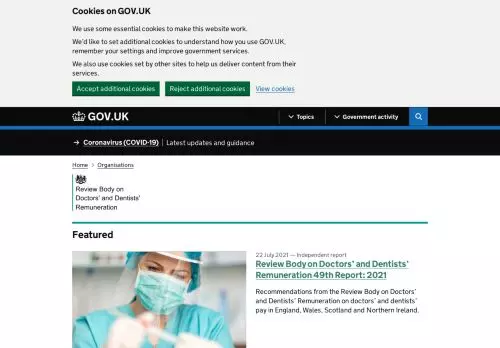 Cookies on GOV.UK
We use some essential cookies to make this website work.
We'd like to set additional cookies to understand how you use GOV.UK,
remember your settings and improve government services.
We also use cookies set by other sites to help us deliver content from their
services.
Accept additional cookies Reject additional cookies View cookies
GOV.UK Topics Government activity
→ Coronavirus (COVID-19) Latest updates and guidance
Home > Organisations
Review Body on
Doctors' and Dentists'
Remuneration
Featured
22 July 2021 — Independent report
Review Body on Doctors' and Dentists'
Remuneration 49th Report: 2021
Recommendations from the Review Body on Doctors'
and Dentists' Remuneration on doctors' and dentists'
pay in England, Wales, Scotland and Northern Ireland.